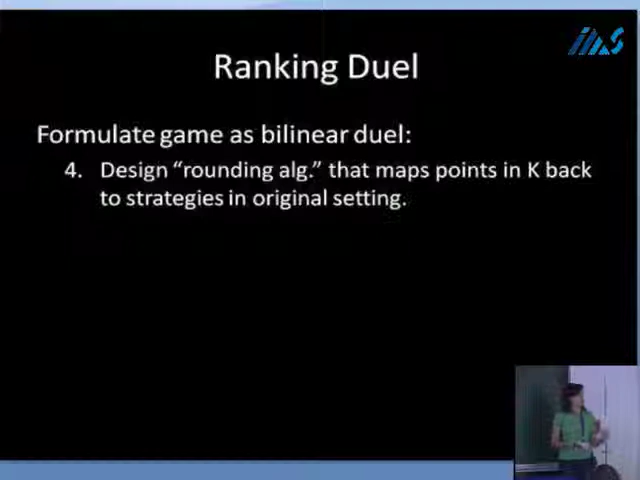 ims
Ranking Duel
Formulate game as bilinear duel:
4. Design “rounding alg.” that maps points in K back
to strategies in original setting.